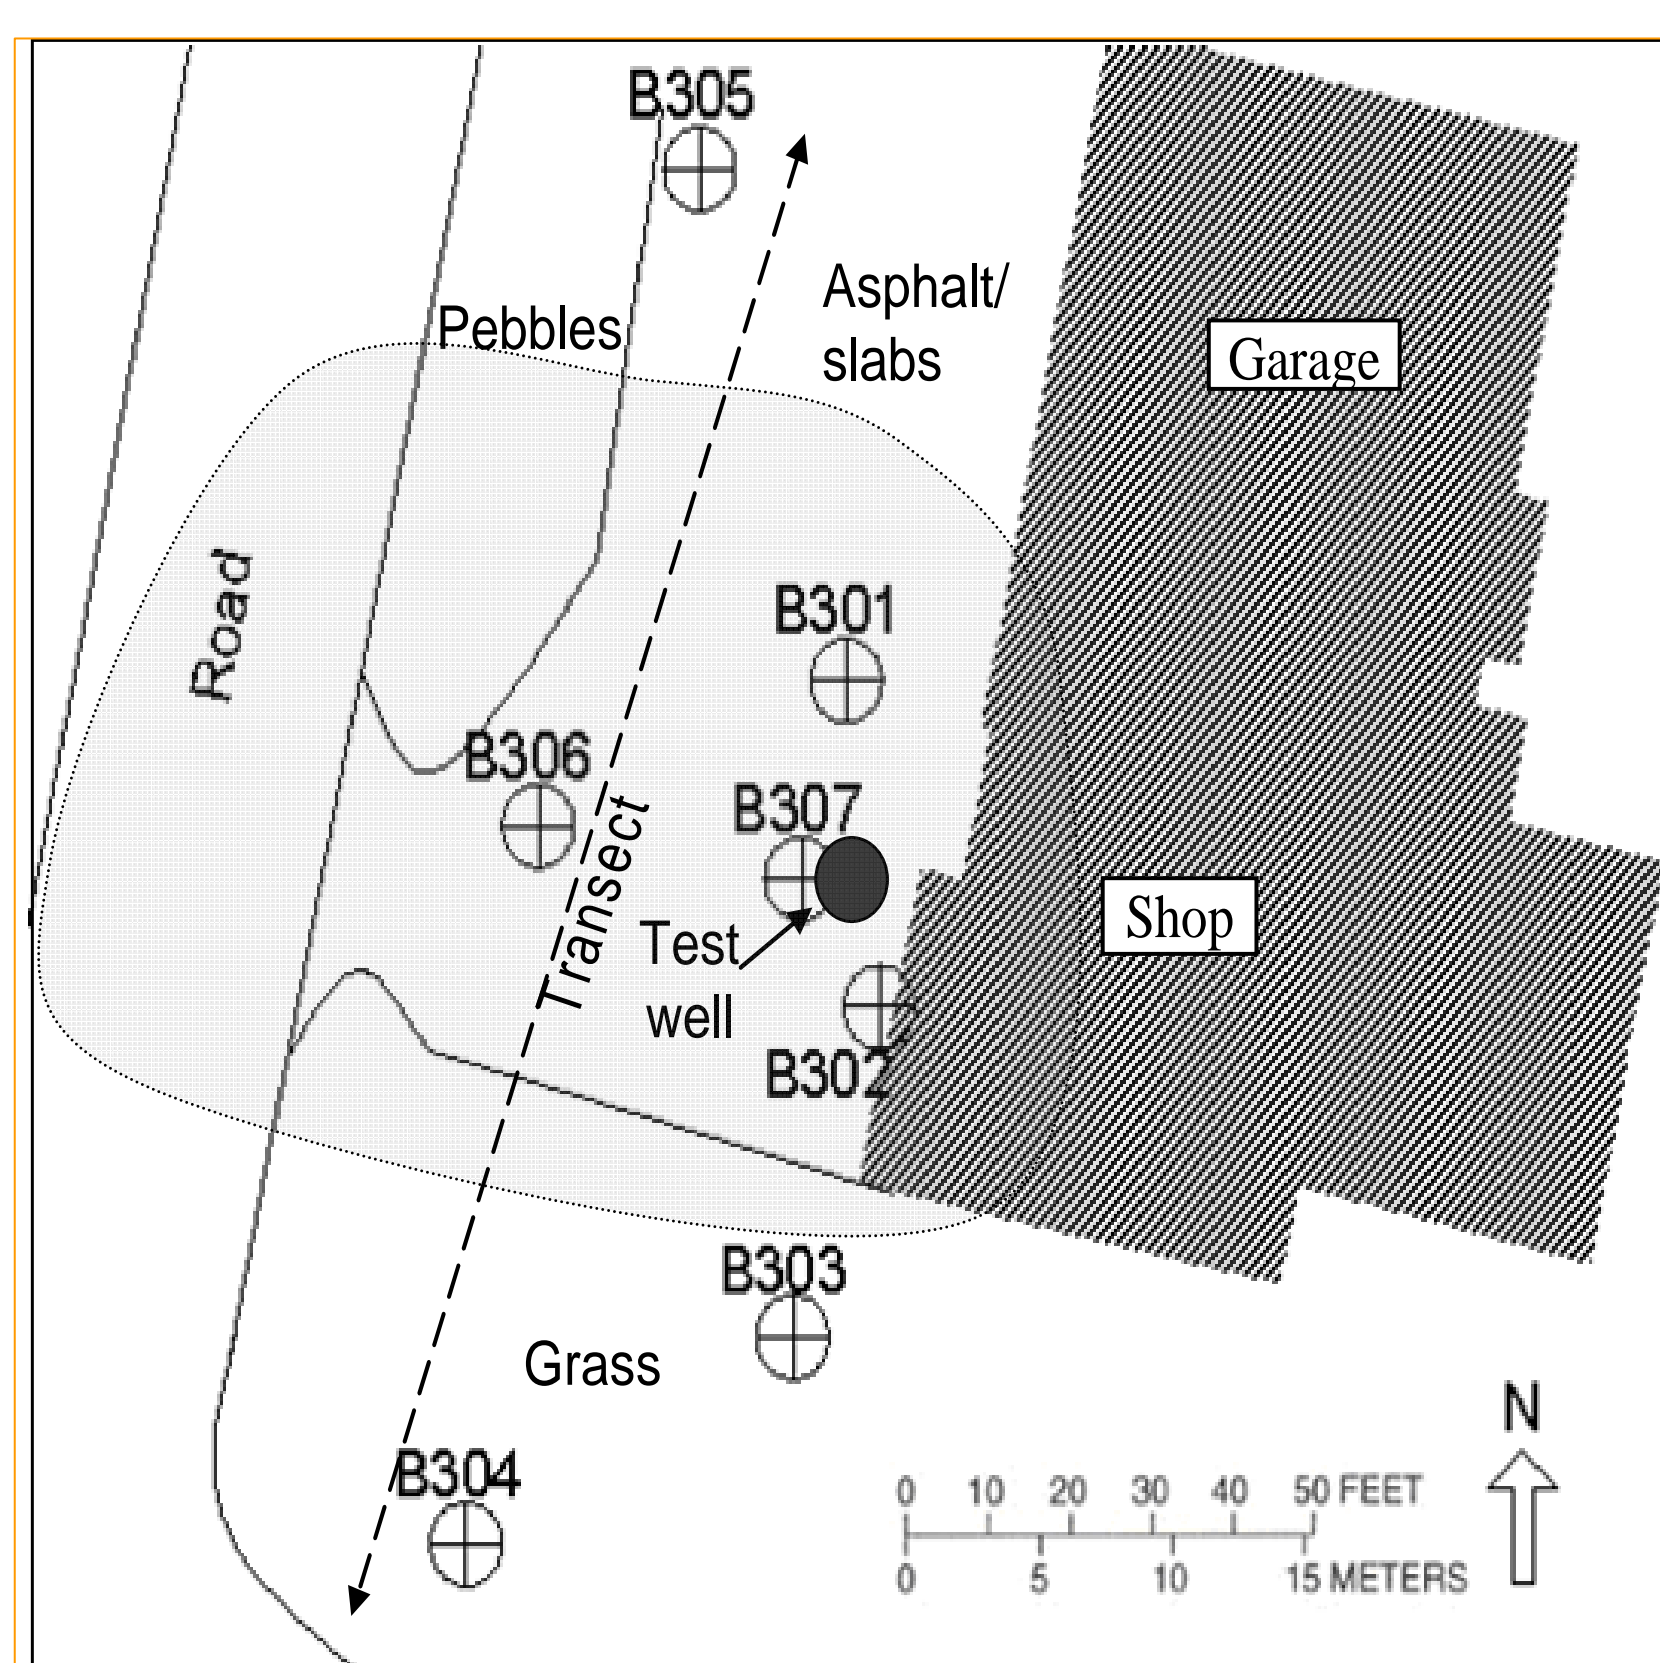 B305
Asphalt/
slabs
Pebbles
Garage
Road
B301
B306
B307
Transect
Test
well
Shop
B302
B303
Grass
B304
N
0 10 20 30 40 50 FEET
0 5 10 15 METERS